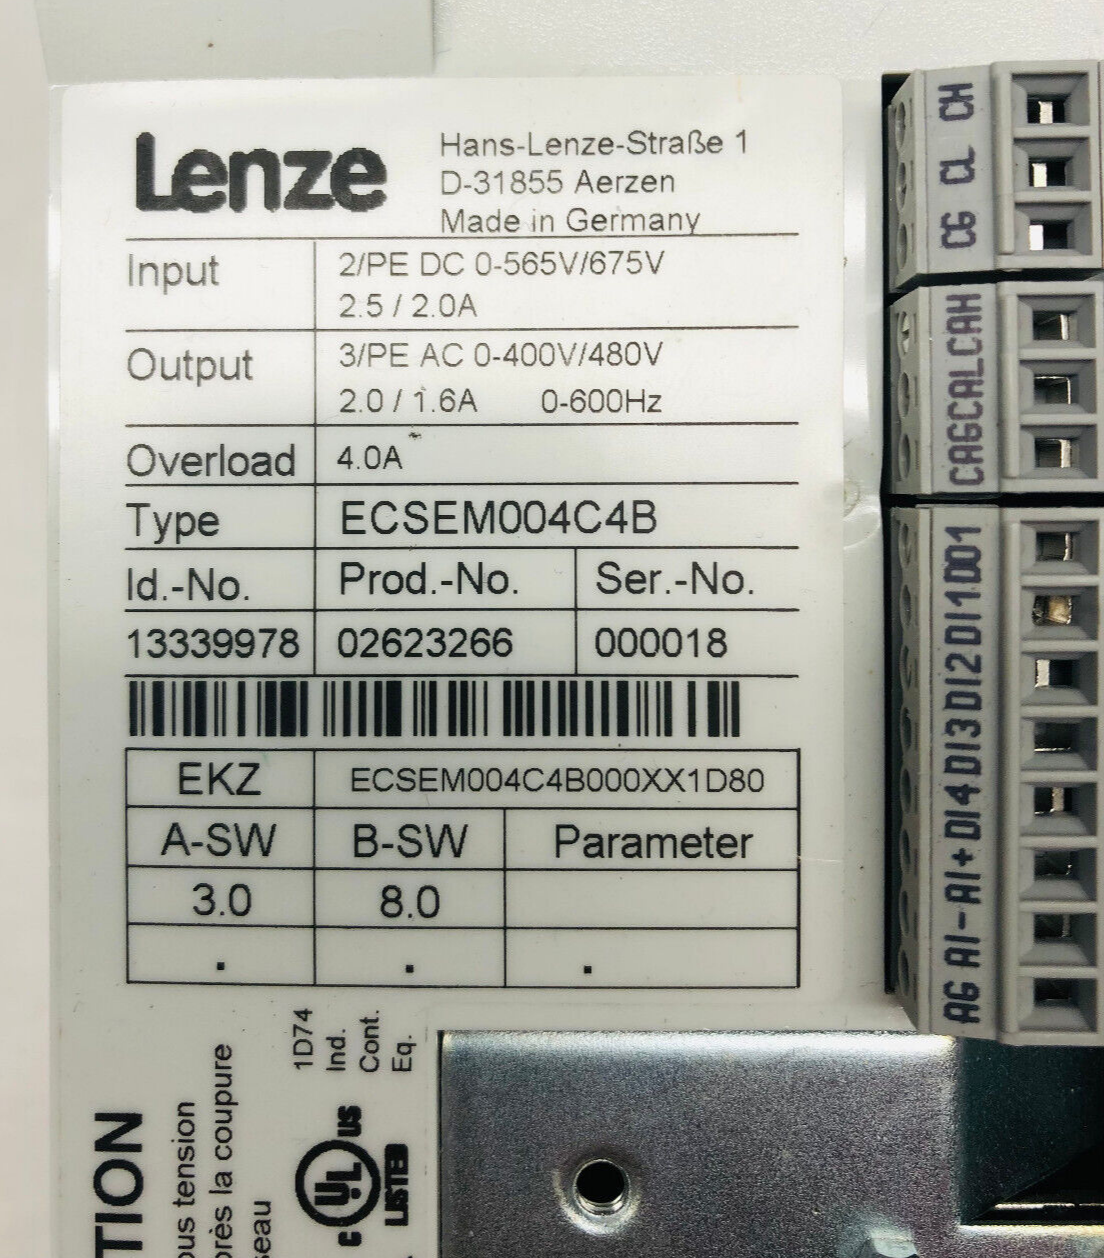 Lenze
Hans-Lenze-Straße 1
D-31855 Aerzen
Made in Germany
Input
2/PE DC 0-565V/675V
2.5 / 2.0A
Output
3/PE AC 0-400V/480V
2.0 / 1.6A 0-600Hz
Overload 4.0A
Type ECSEM004C4B
Id.-No. Prod.-No. Ser.-No.
13339978 02623266 000018
EKZ ECSEM004C4B000XX1D80
A-SW B-SW Parameter
3.0 8.0
. . .
1D74
Ind.
Cont.
Eq.
c UL US
LISTED
TION
ous tension
près la coupure
seau
CG CL CH
CAG CAL CAH
AG AI- AI+ DI4 DI3 DI2 DI1 DO1